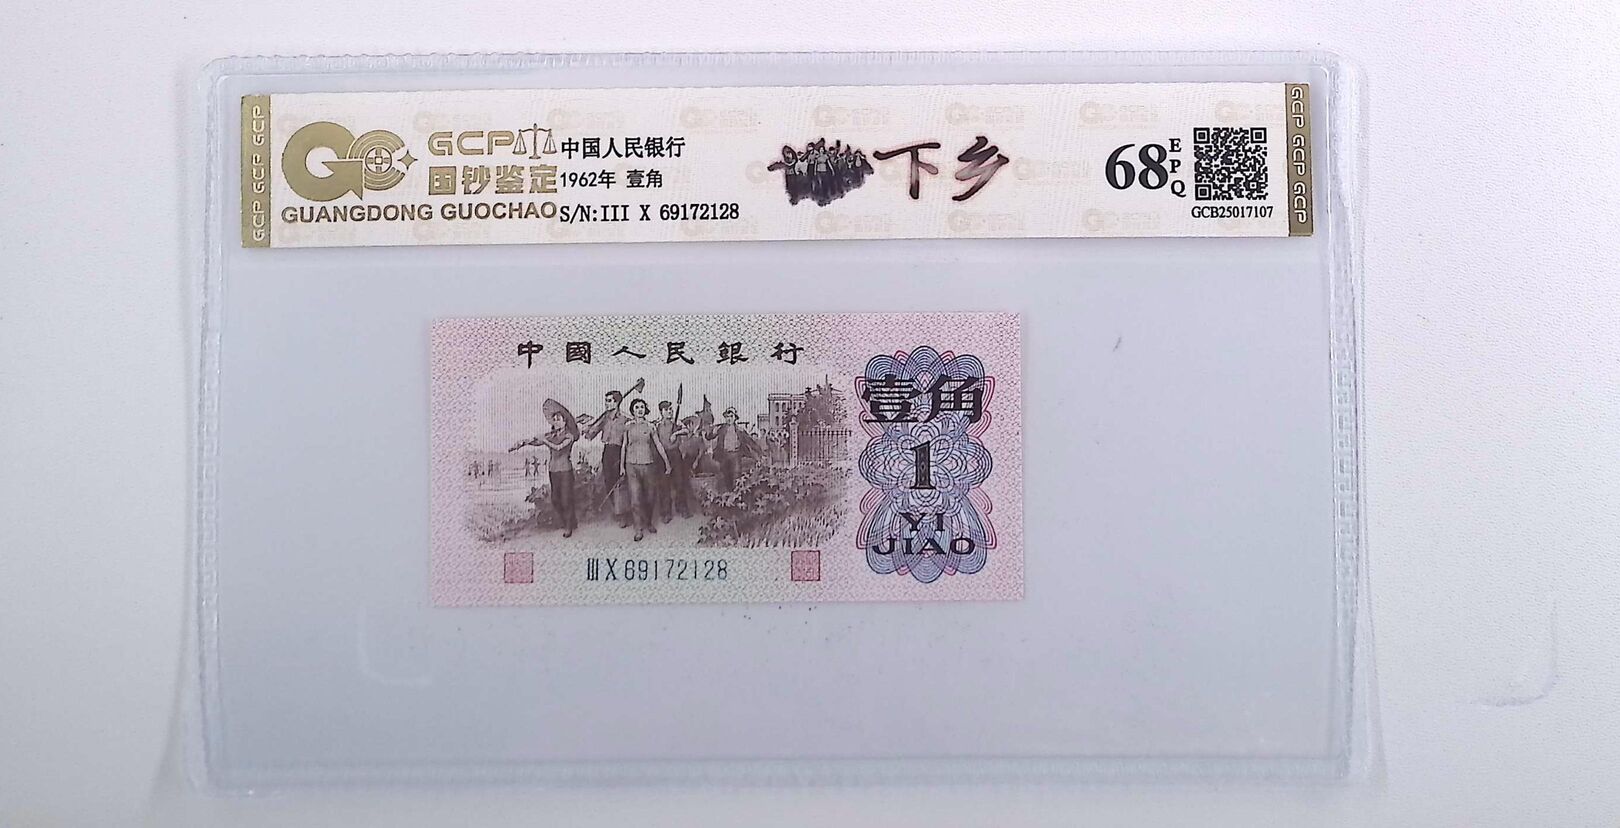 GCP GCP GCP
GCP
国钞鉴定
GUANGDONG GUOCHAO
中国人民银行
1962年 壹角
S/N:III X 69172128
下乡
68
EPQ
GCB25017107
GCP GCP GCP
中國人民銀行
壹角
1
YI
JIAO
III X 69172128